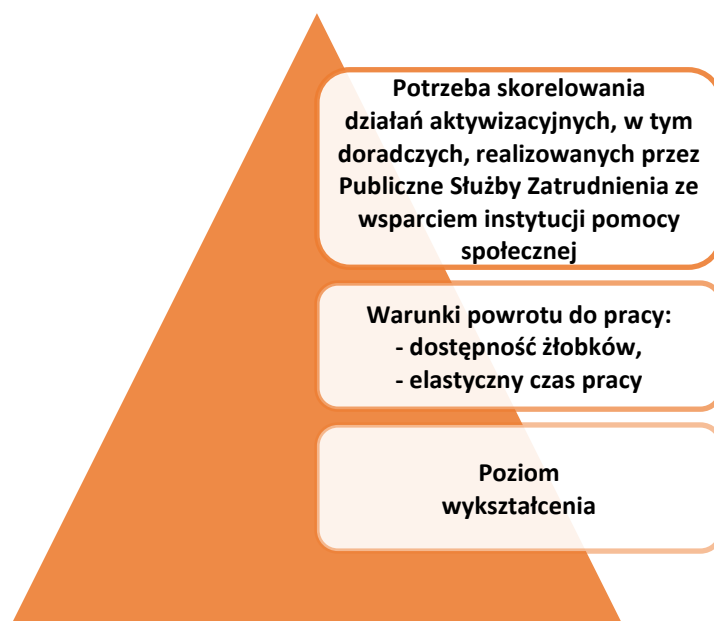 Potrzeba skorelowania
działań aktywizacyjnych, w tym
doradczych, realizowanych przez
Publiczne Służby Zatrudnienia ze
wsparciem instytucji pomocy
społecznej
Warunki powrotu do pracy:
- dostępność żłobków,
- elastyczny czas pracy
Poziom
wykształcenia